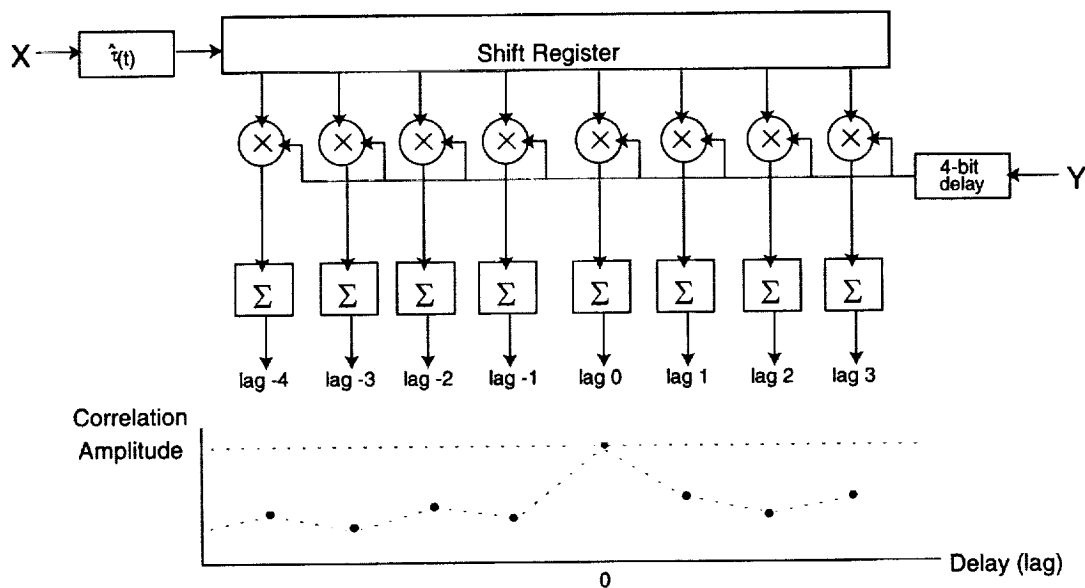 X
τ̂(t)
Shift Register
× × × × × × × ×
4-bit
delay
Y
Σ Σ Σ Σ Σ Σ Σ Σ
lag -4 lag -3 lag -2 lag -1 lag 0 lag 1 lag 2 lag 3
Correlation
Amplitude
Delay (lag)
0